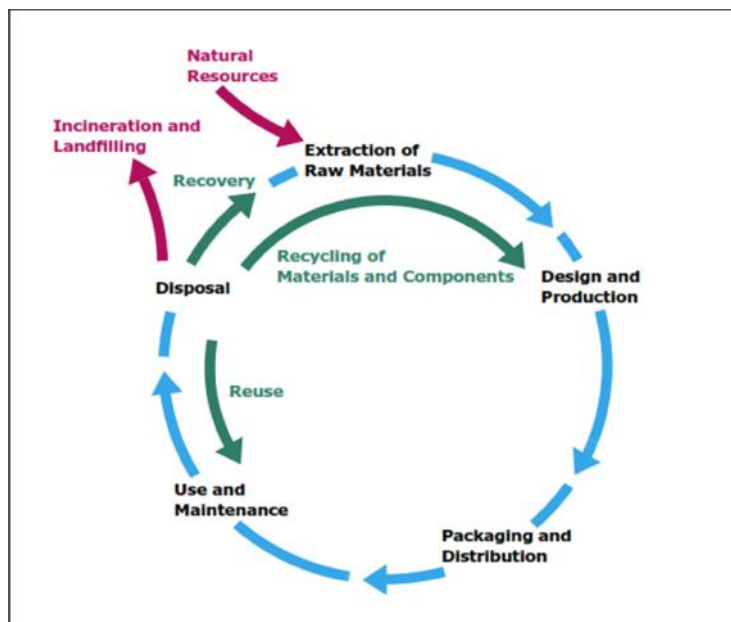 Natural
Resources
Incineration and
Landfilling
Extraction of
Raw Materials
Recovery
Recycling of
Materials and Components
Disposal
Design and
Production
Reuse
Use and
Maintenance
Packaging and
Distribution